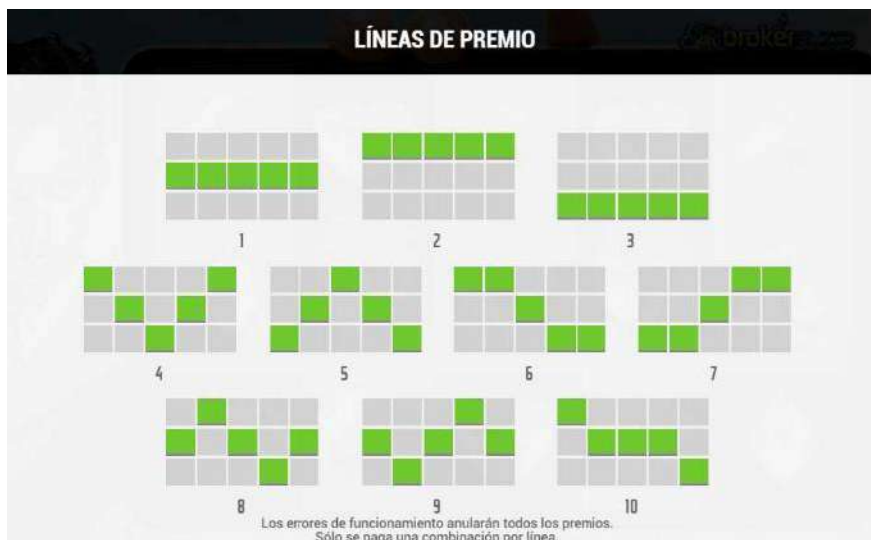 LÍNEAS DE PREMIO
broker
1 2 3
4 5 6 7
8 9 10
Los errores de funcionamiento anularán todos los premios.
Sólo se paga una combinación por línea.